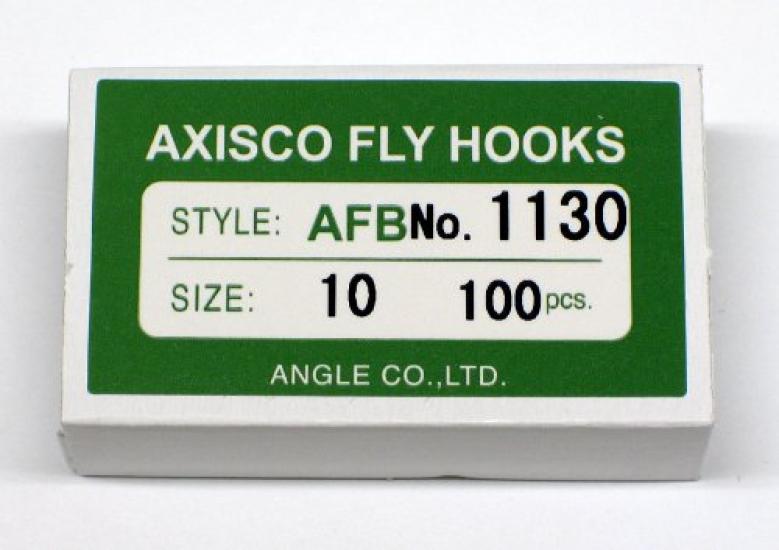 AXISCO FLY HOOKS
STYLE: AFB No. 1130
SIZE: 10 100 pcs.
ANGLE CO.,LTD.